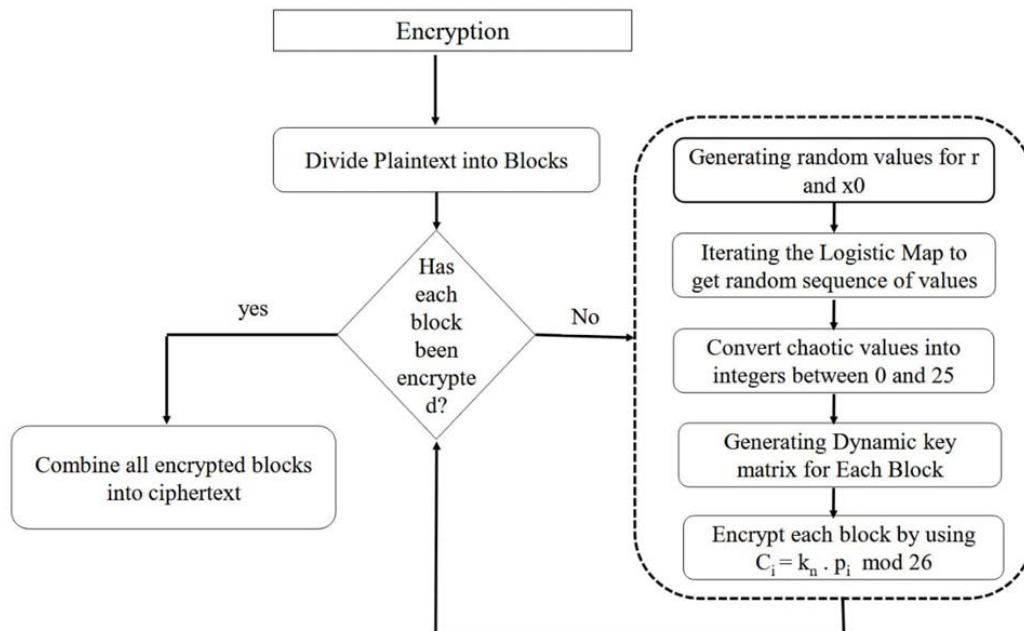 Encryption
Divide Plaintext into Blocks
Has
each
block
been
encrypte
d?
yes
No
Combine all encrypted blocks
into ciphertext
Generating random values for r
and x0
Iterating the Logistic Map to
get random sequence of values
Convert chaotic values into
integers between 0 and 25
Generating Dynamic key
matrix for Each Block
Encrypt each block by using
Cᵢ = kₙ . pᵢ mod 26